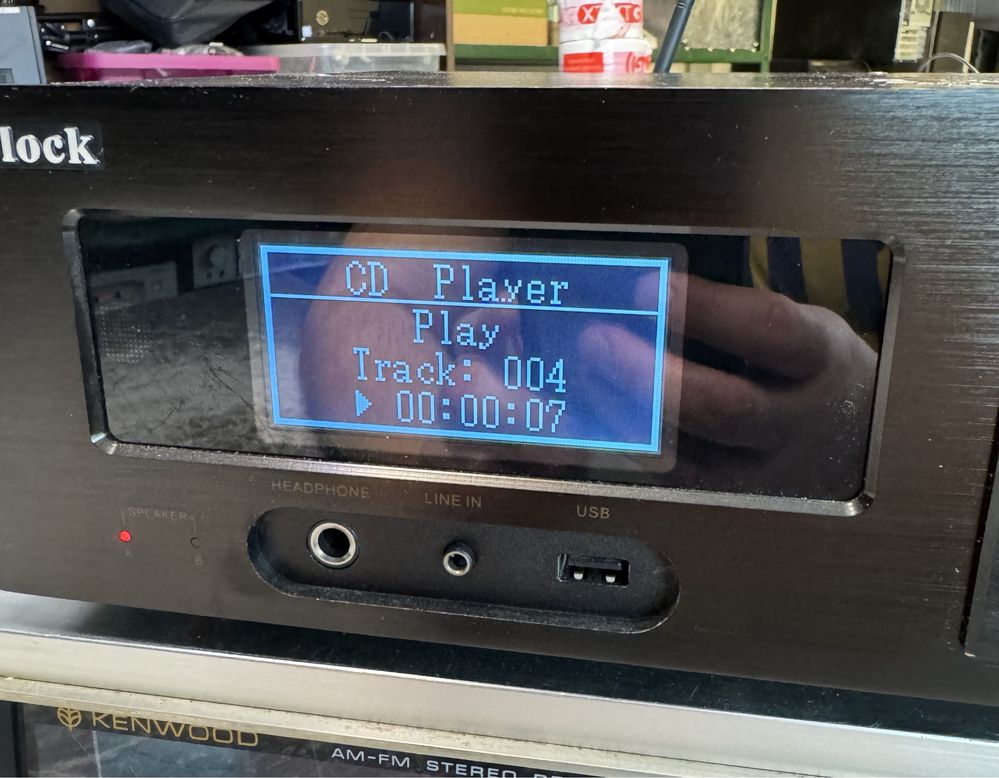 lock
CD Player
Play
Track: 004
00:00:07
HEADPHONE
LINE IN
USB
SPEAKER
A
B
KENWOOD
AM-FM STEREO